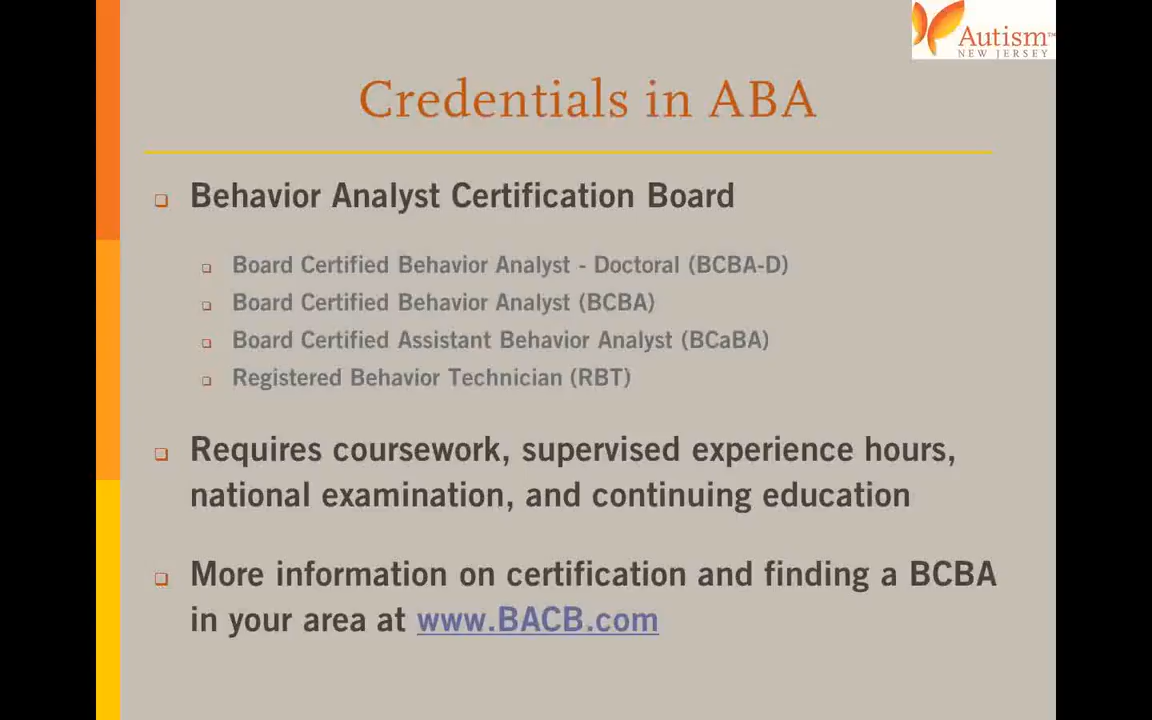 Autism™
NEW JERSEY
Credentials in ABA
Behavior Analyst Certification Board
Board Certified Behavior Analyst - Doctoral (BCBA-D)
Board Certified Behavior Analyst (BCBA)
Board Certified Assistant Behavior Analyst (BCaBA)
Registered Behavior Technician (RBT)
Requires coursework, supervised experience hours,
national examination, and continuing education
More information on certification and finding a BCBA
in your area at www.BACB.com